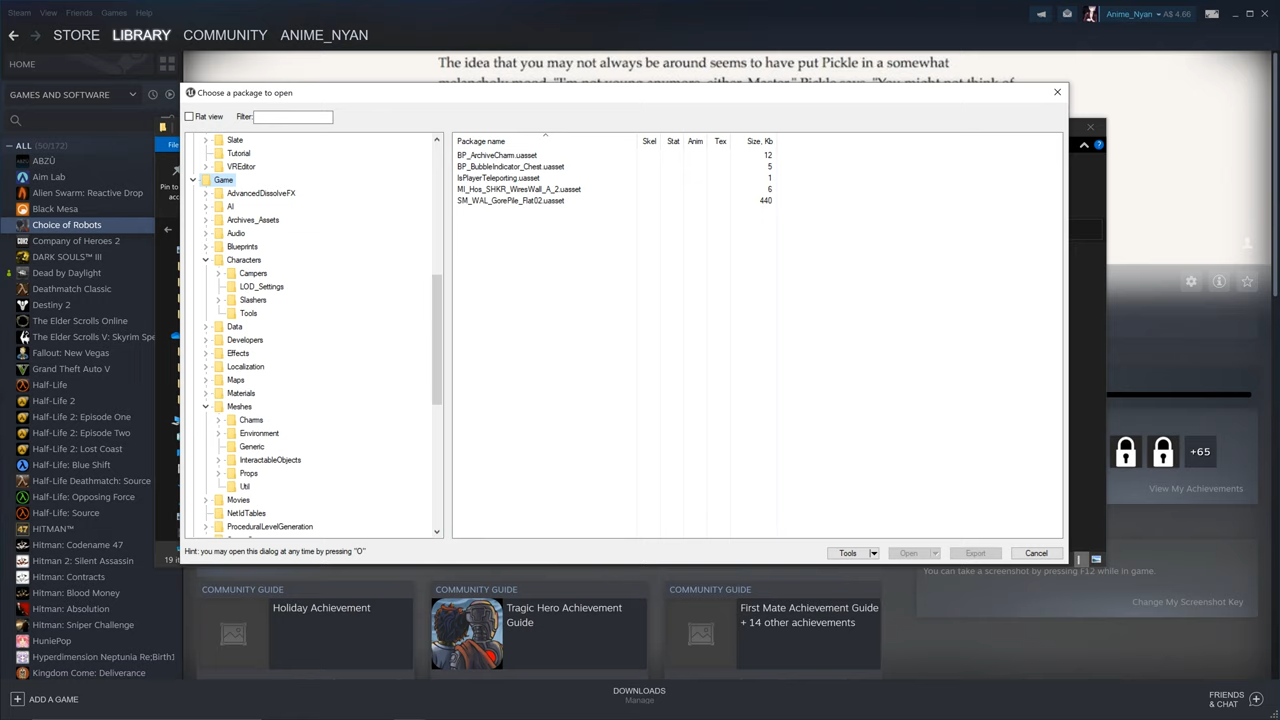 Steam View Friends Games Help
Anime_Nyan A$ 4.66
STORE LIBRARY COMMUNITY ANIME_NYAN
HOME
GAMES AND SOFTWARE
ALL (50/172)
ABZÛ
Aim Lab
Alien Swarm: Reactive Drop
Black Mesa
Choice of Robots
Company of Heroes 2
DARK SOULS™ III
Dead by Daylight
Deathmatch Classic
Destiny 2
The Elder Scrolls Online
The Elder Scrolls V: Skyrim Spe
Fallout: New Vegas
Grand Theft Auto V
Half-Life
Half-Life 2
Half-Life 2: Episode One
Half-Life 2: Episode Two
Half-Life 2: Lost Coast
Half-Life: Blue Shift
Half-Life Deathmatch: Source
Half-Life: Opposing Force
Half-Life: Source
HITMAN™
Hitman: Codename 47
Hitman 2: Silent Assassin
Hitman: Contracts
Hitman: Blood Money
Hitman: Absolution
Hitman: Sniper Challenge
HuniePop
Hyperdimension Neptunia Re;Birth1
Kingdom Come: Deliverance
ADD A GAME
The idea that you may not always be around seems to have put Pickle in a somewhat
File
Pin to
acc
19 it
Choose a package to open
Flat view Filter:
Slate
Tutorial
VREditor
Game
AdvancedDissolveFX
AI
Archives_Assets
Audio
Blueprints
Characters
Campers
LOD_Settings
Slashers
Tools
Data
Developers
Effects
Localization
Maps
Materials
Meshes
Charms
Environment
Generic
InteractableObjects
Props
Util
Movies
NetIdTables
ProceduralLevelGeneration
Package name Skel Stat Anim Tex Size, Kb
BP_ArchiveCharm.uasset 12
BP_BubbleIndicator_Chest.uasset 5
IsPlayerTeleporting.uasset 1
MI_Hos_SHKR_WiresWall_A_2.uasset 6
SM_WAL_GorePile_Flat02.uasset 440
Hint: you may open this dialog at any time by pressing "O"
Tools Open Export Cancel
+65
View My Achievements
You can take a screenshot by pressing F12 while in game.
Change My Screenshot Key
COMMUNITY GUIDE
Holiday Achievement
COMMUNITY GUIDE
Tragic Hero Achievement
Guide
COMMUNITY GUIDE
First Mate Achievement Guide
+ 14 other achievements
DOWNLOADS
Manage
FRIENDS
& CHAT